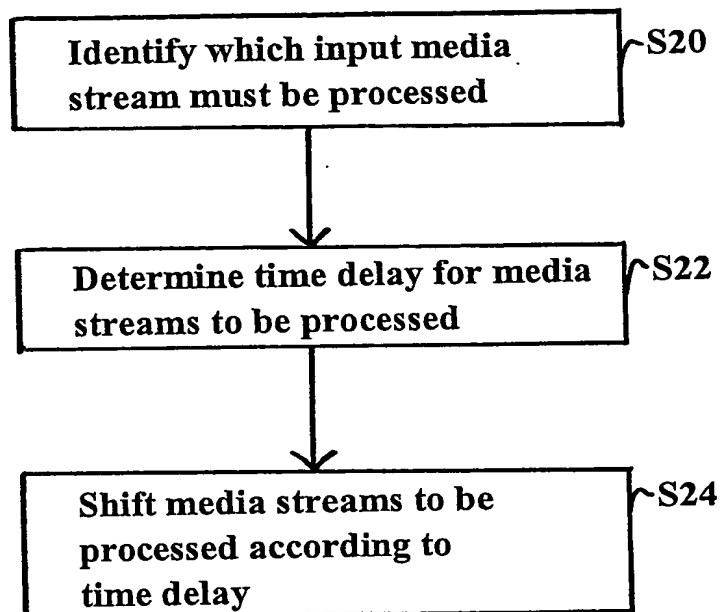 Identify which input media
stream must be processed
S20
Determine time delay for media
streams to be processed
S22
Shift media streams to be
processed according to
time delay
S24